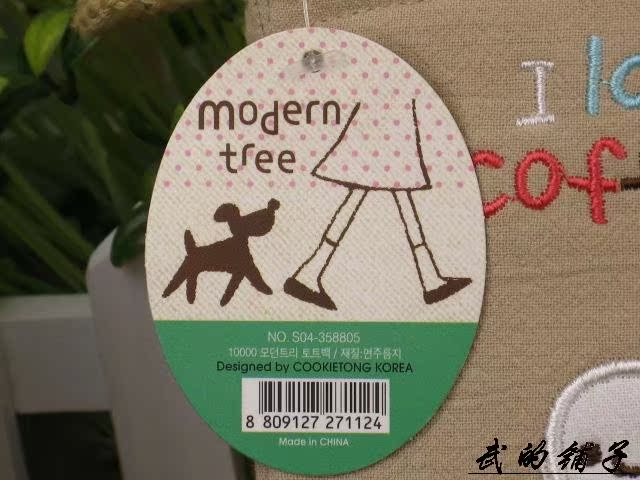 modern
tree
NO. S04-358805
10000 모던트리 토트백 / 재질:면주름지
Designed by COOKIETONG KOREA
8 809127 271124
Made in CHINA
I lo
cof
武的铺子